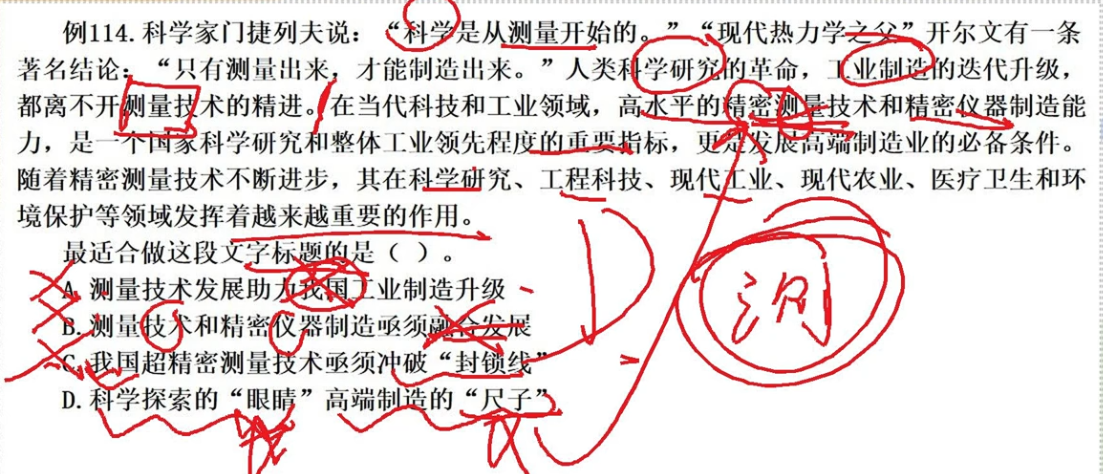 例114.科学家门捷列夫说：“科学是从测量开始的。”“现代热力学之父”开尔文有一条
著名结论：“只有测量出来，才能制造出来。”人类科学研究的革命，工业制造的迭代升级，
都离不开测量技术的精进。在当代科技和工业领域，高水平的精密测量技术和精密仪器制造能
力，是一个国家科学研究和整体工业领先程度的重要指标，更是发展高端制造业的必备条件。
随着精密测量技术不断进步，其在科学研究、工程科技、现代工业、现代农业、医疗卫生和环
境保护等领域发挥着越来越重要的作用。
最适合做这段文字标题的是（ ）。
A.测量技术发展助力我国工业制造升级
B.测量技术和精密仪器制造亟须融合发展
C.我国超精密测量技术亟须冲破“封锁线”
D.科学探索的“眼睛”高端制造的“尺子”
测